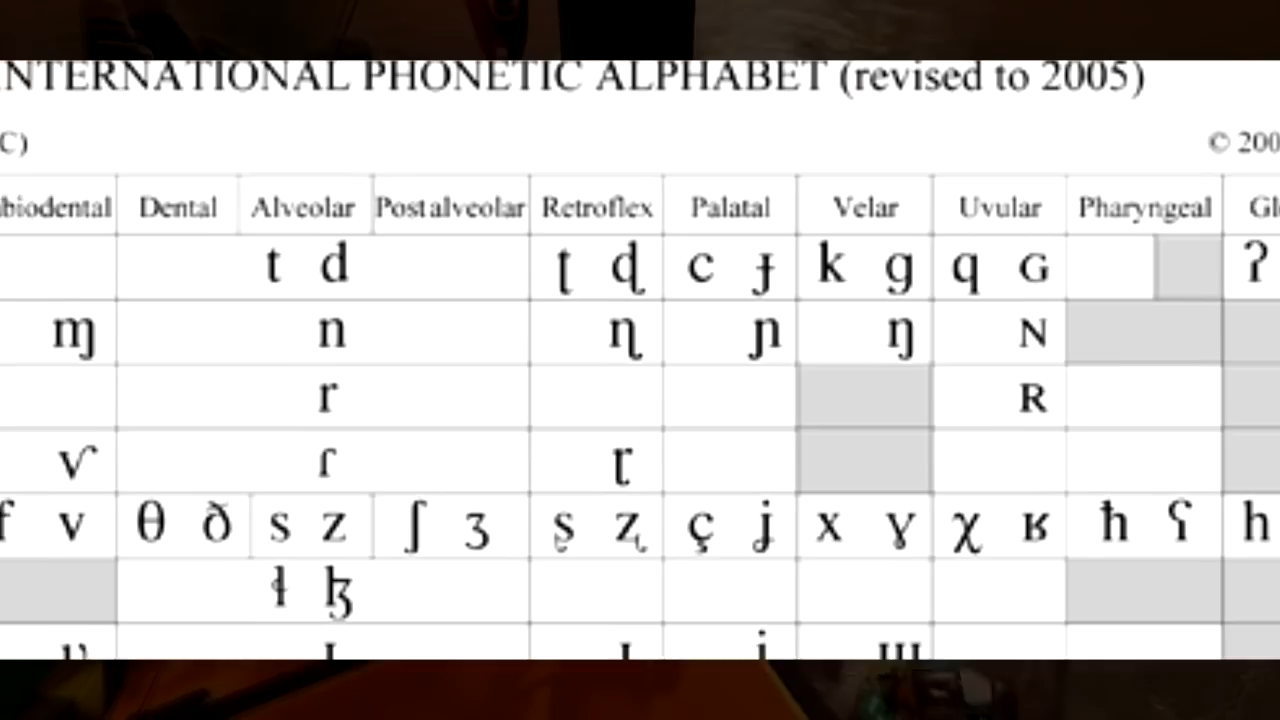 NTERNATIONAL PHONETIC ALPHABET (revised to 2005)
C) © 200
biodental Dental Alveolar Postalveolar Retroflex Palatal Velar Uvular Pharyngeal Gl
t d ʈ ɖ c ɟ k ɡ q ɢ ʔ
ɱ n ɳ ɲ ŋ ɴ
r ʀ
ⱱ ɾ ɽ
f v θ ð s z ʃ ʒ ʂ ʐ ç ʝ x ɣ χ ʁ ħ ʕ h
ɬ ɮ